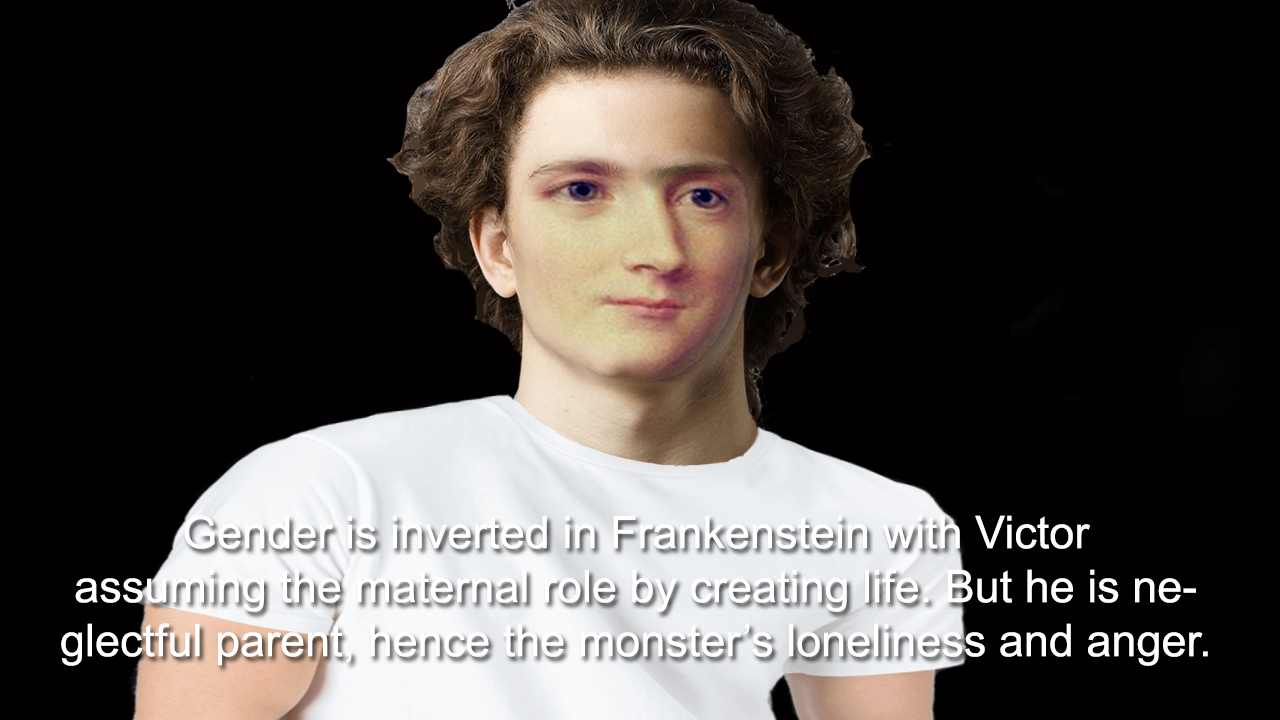 Gender is inverted in Frankenstein with Victor
assuming the maternal role by creating life. But he is ne-
glectful parent, hence the monster’s loneliness and anger.